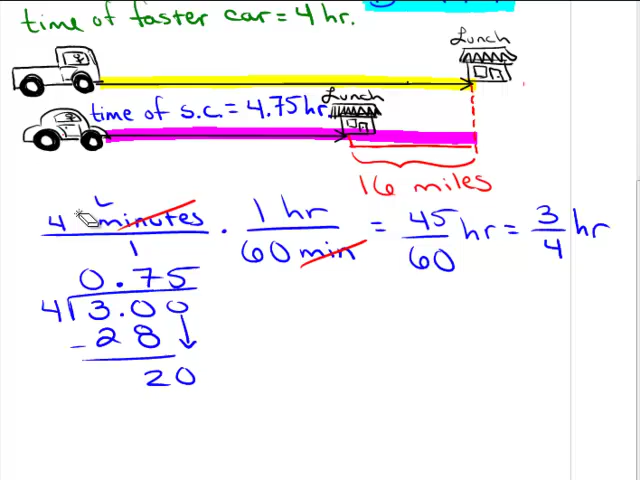 time of faster car = 4 hr.
Lunch
Lunch
time of s.c. = 4.75 hr.
16 miles
4 minutes / 1 · 1 hr / 60 min = 45/60 hr = 3/4 hr
0.75
4 3.00
- 28
20